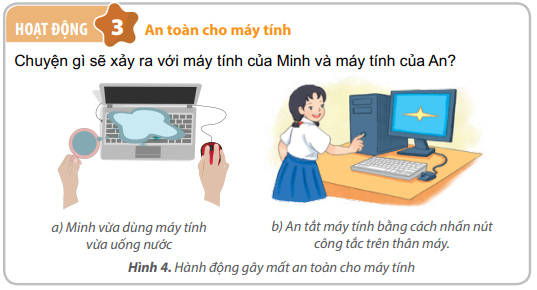 HOẠT ĐỘNG 3 An toàn cho máy tính
Chuyện gì sẽ xảy ra với máy tính của Minh và máy tính của An?
a) Minh vừa dùng máy tính
vừa uống nước
b) An tắt máy tính bằng cách nhấn nút
công tắc trên thân máy.
Hình 4. Hành động gây mất an toàn cho máy tính